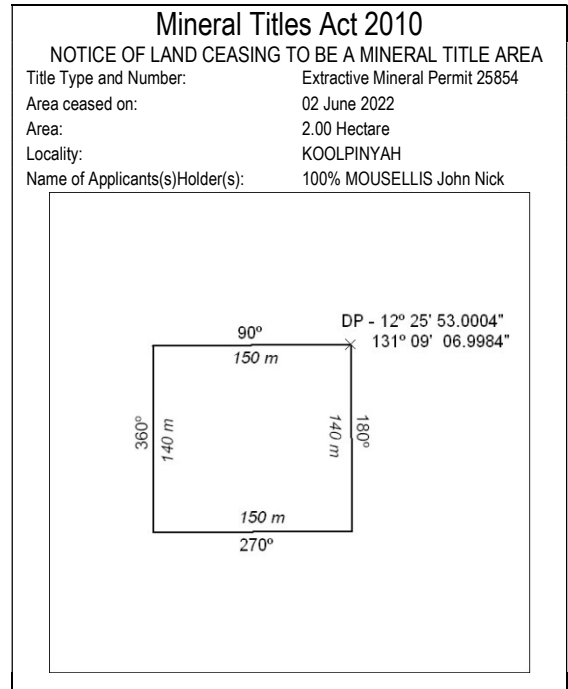 Mineral Titles Act 2010
NOTICE OF LAND CEASING TO BE A MINERAL TITLE AREA
Title Type and Number: Extractive Mineral Permit 25854
Area ceased on: 02 June 2022
Area: 2.00 Hectare
Locality: KOOLPINYAH
Name of Applicants(s)Holder(s): 100% MOUSELLIS John Nick
DP - 12º 25' 53.0004"
131º 09' 06.9984"
90º
150 m
360º
140 m
140 m
180º
150 m
270º